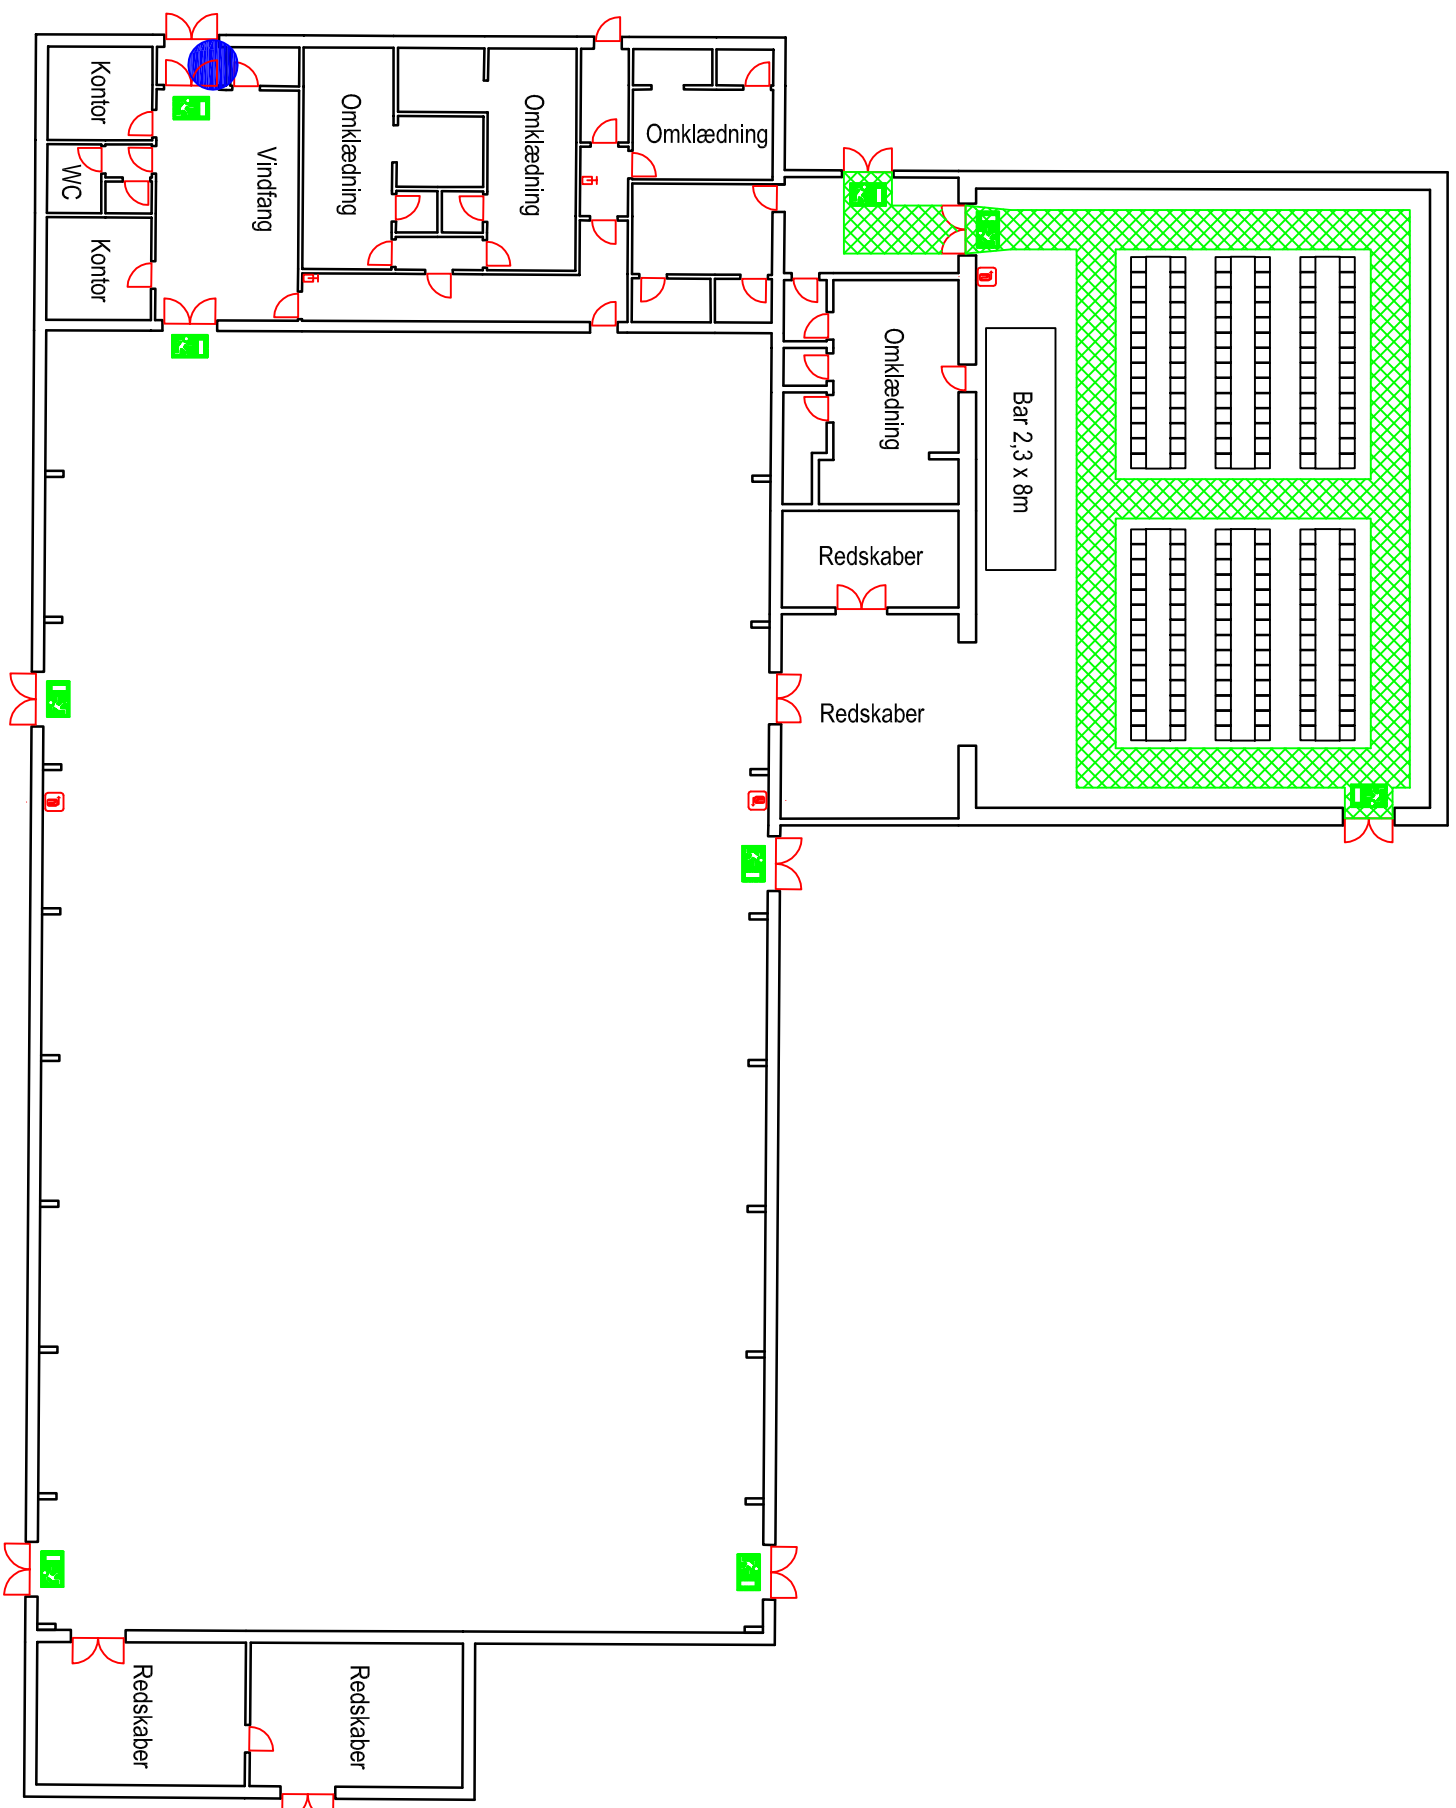 Kontor
WC
Kontor
Vindfang
Omklædning
Omklædning
Omklædning
Omklædning
Bar 2,3 x 8m
Redskaber
Redskaber
Redskaber
Redskaber